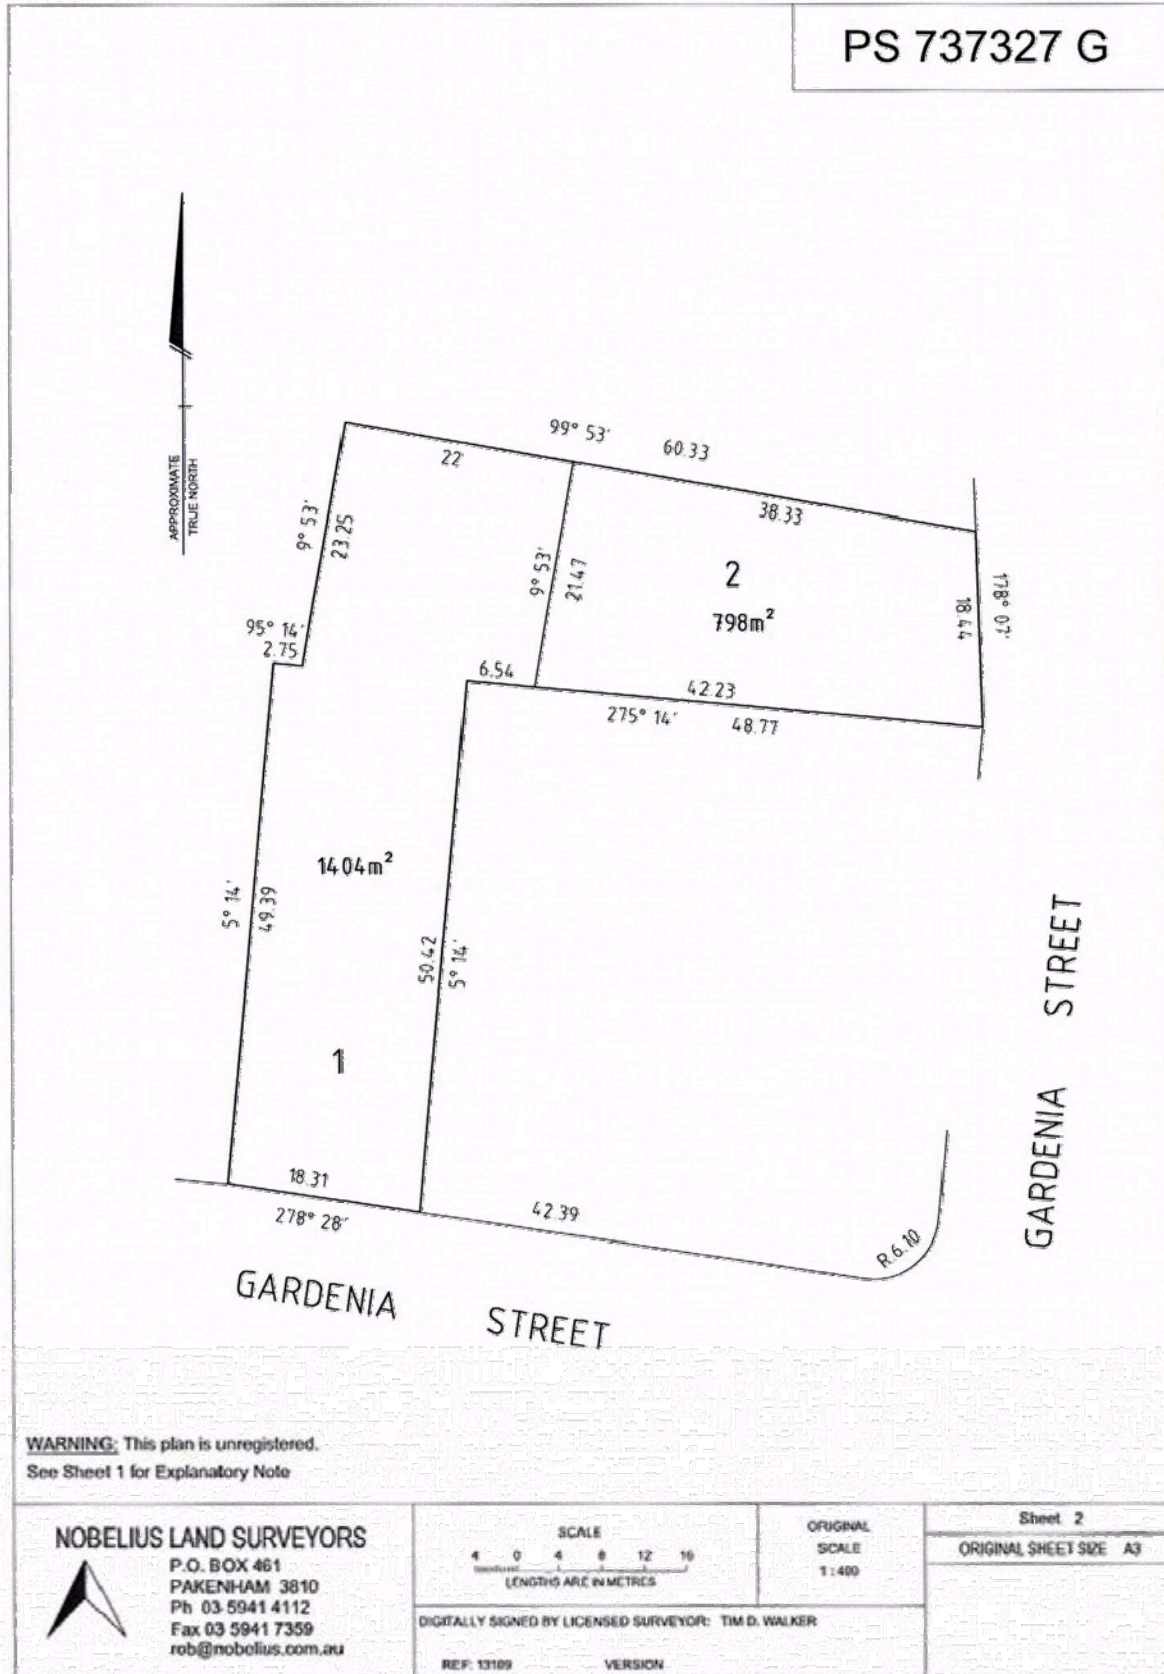 PS 737327 G
APPROXIMATE
TRUE NORTH
99° 53'
60.33
22
38.33
9° 53'
23.25
9° 53'
21.47
2
798m²
18.44
178° 07'
95° 14'
2.75
6.54
42.23
275° 14'
48.77
1404m²
5° 14'
49.39
50.42
5° 14'
1
18.31
278° 28'
42.39
R.6.10
GARDENIA STREET
GARDENIA STREET
WARNING: This plan is unregistered.
See Sheet 1 for Explanatory Note
NOBELIUS LAND SURVEYORS
P.O. BOX 461
PAKENHAM 3810
Ph 03 5941 4112
Fax 03 5941 7359
rob@nobelius.com.au
SCALE
4 0 4 8 12 16
LENGTHS ARE IN METRES
ORIGINAL
SCALE
1:400
Sheet 2
ORIGINAL SHEET SIZE A3
DIGITALLY SIGNED BY LICENSED SURVEYOR: TIM D. WALKER
REF: 13109 VERSION